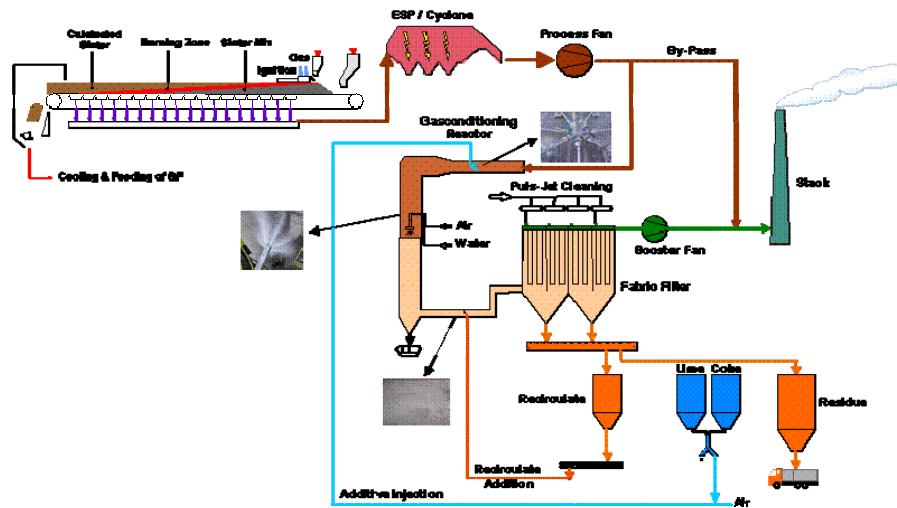 ESP / Cyclone
Process Fan
By-Pass
Calcinated
Sinter
Burning Zone
Sinter Mix
Gas
Ignition
Gasconditioning
Reactor
Cooling & Feeding of BF
Puls-Jet Cleaning
Stack
Air
Water
Booster Fan
Fabric Filter
Lime Coke
Recirculate
Residue
Recirculate
Addition
Additive Injection
Air